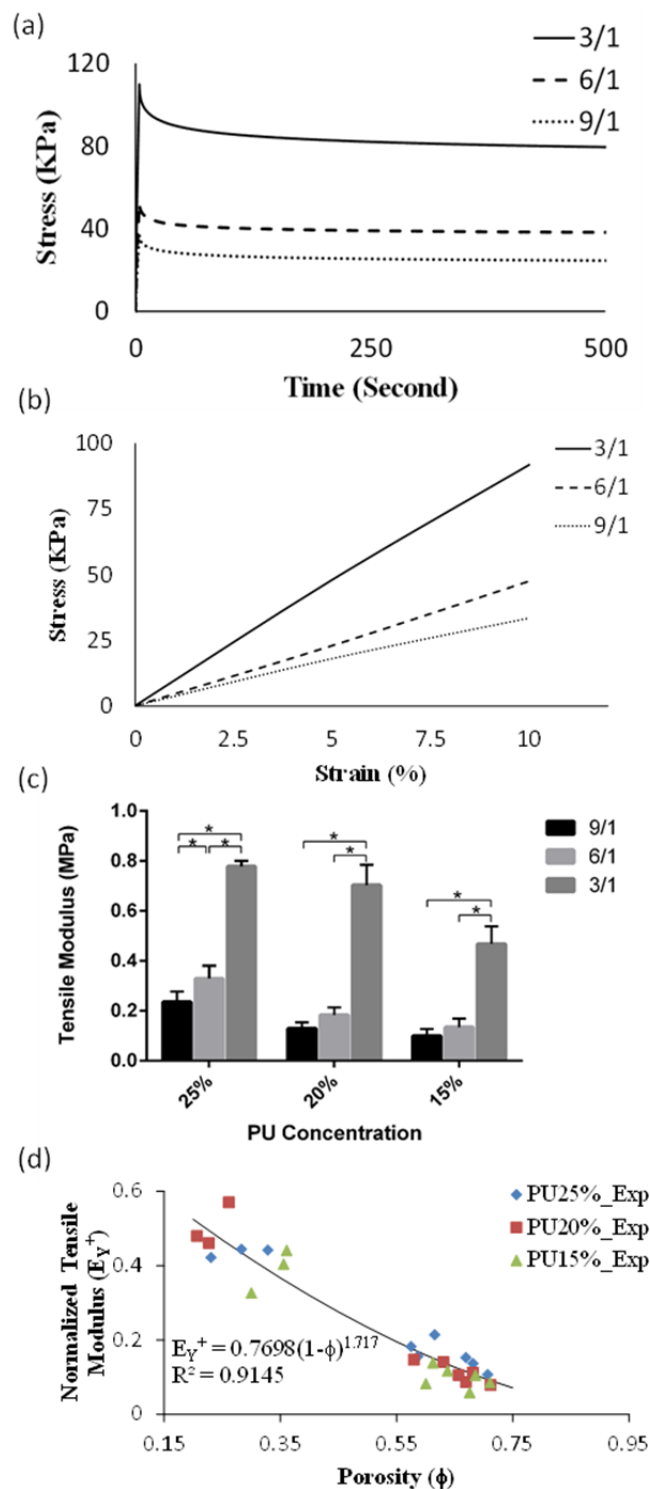 (a)
3/1
6/1
9/1
120
80
40
0
Stress (KPa)
0 250 500
Time (Second)
(b)
3/1
6/1
9/1
100
75
50
25
0
Stress (KPa)
0 2.5 5 7.5 10
Strain (%)
(c)
9/1
6/1
3/1
1.0
0.8
0.6
0.4
0.2
0.0
Tensile Modulus (MPa)
* * *
* *
* *
25% 20% 15%
PU Concentration
(d)
PU25%_Exp
PU20%_Exp
PU15%_Exp
0.6
0.4
0.2
0
Normalized Tensile
Modulus (EY+)
EY+ = 0.7698(1-ϕ)1.717
R² = 0.9145
0.15 0.35 0.55 0.75 0.95
Porosity (ϕ)